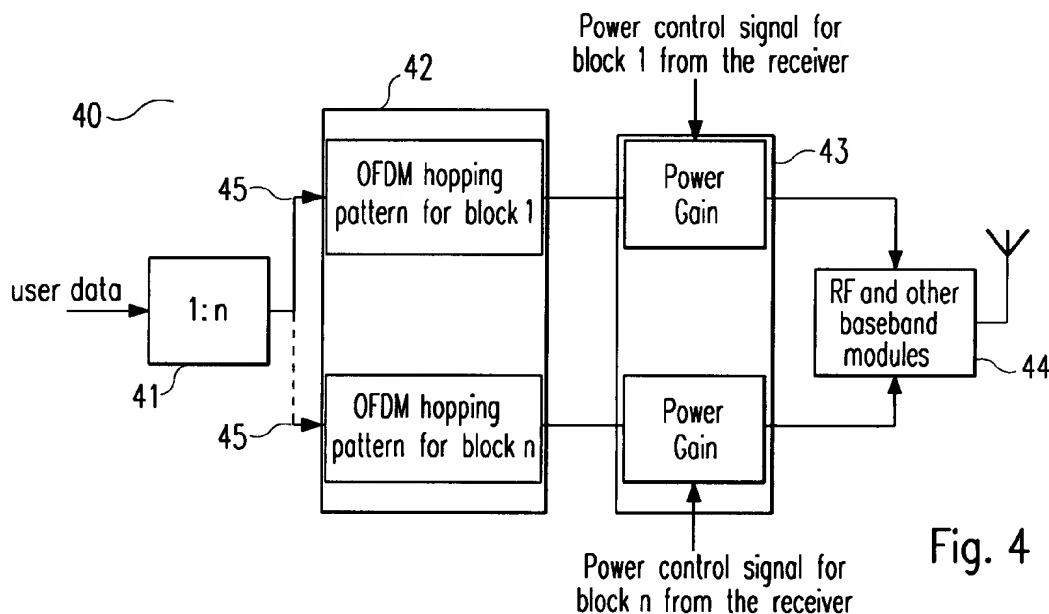 Power control signal for
block 1 from the receiver
42
40
43
OFDM hopping
pattern for block 1
Power
Gain
45
user data
1:n
41
RF and other
baseband
modules
44
45
OFDM hopping
pattern for block n
Power
Gain
Power control signal for
block n from the receiver
Fig. 4